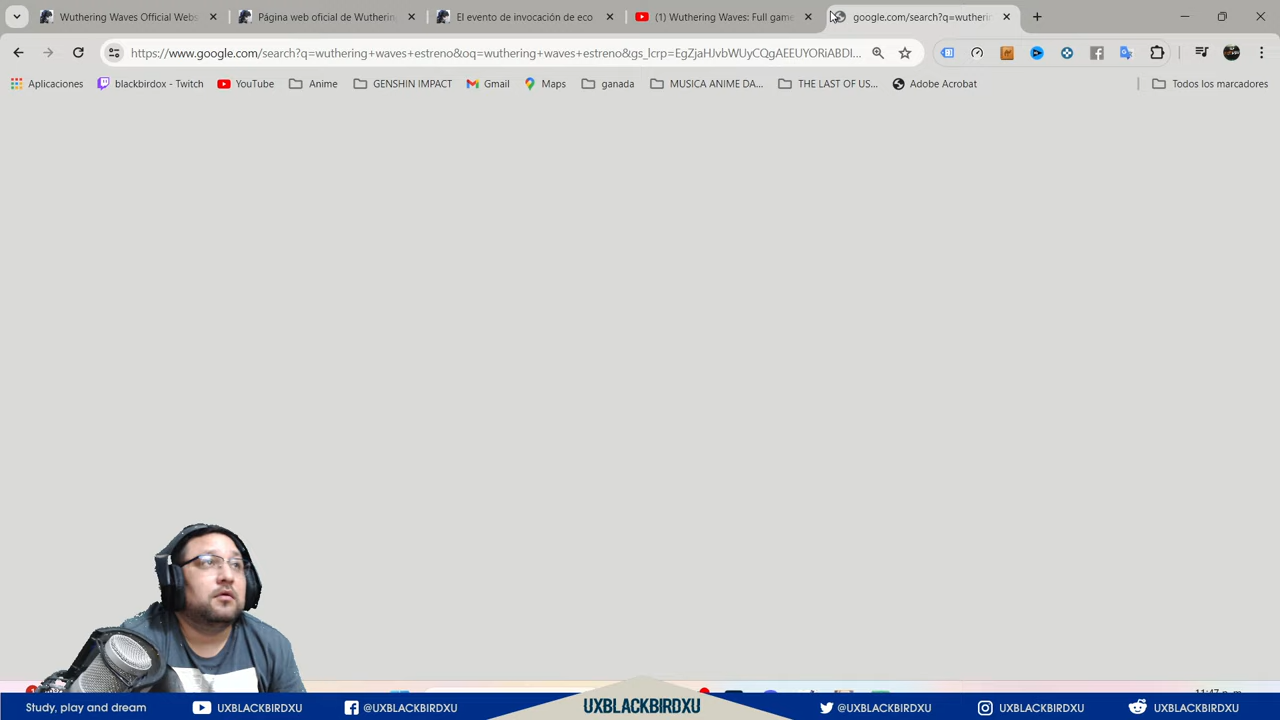 Wuthering Waves Official Webs
Página web oficial de Wutherin
El evento de invocación de eco
(1) Wuthering Waves: Full game
google.com/search?q=wutherin
https://www.google.com/search?q=wuthering+waves+estreno&oq=wuthering+waves+estreno&gs_lcrp=EgZjaHJvbWUyCQgAEEUYORiABDI...
Aplicaciones
blackbirdox - Twitch
YouTube
Anime
GENSHIN IMPACT
Gmail
Maps
ganada
MUSICA ANIME DA...
THE LAST OF US...
Adobe Acrobat
Todos los marcadores
Study, play and dream
UXBLACKBIRDXU
@UXBLACKBIRDXU
UXBLACKBIRDXU
@UXBLACKBIRDXU
UXBLACKBIRDXU
UXBLACKBIRDXU